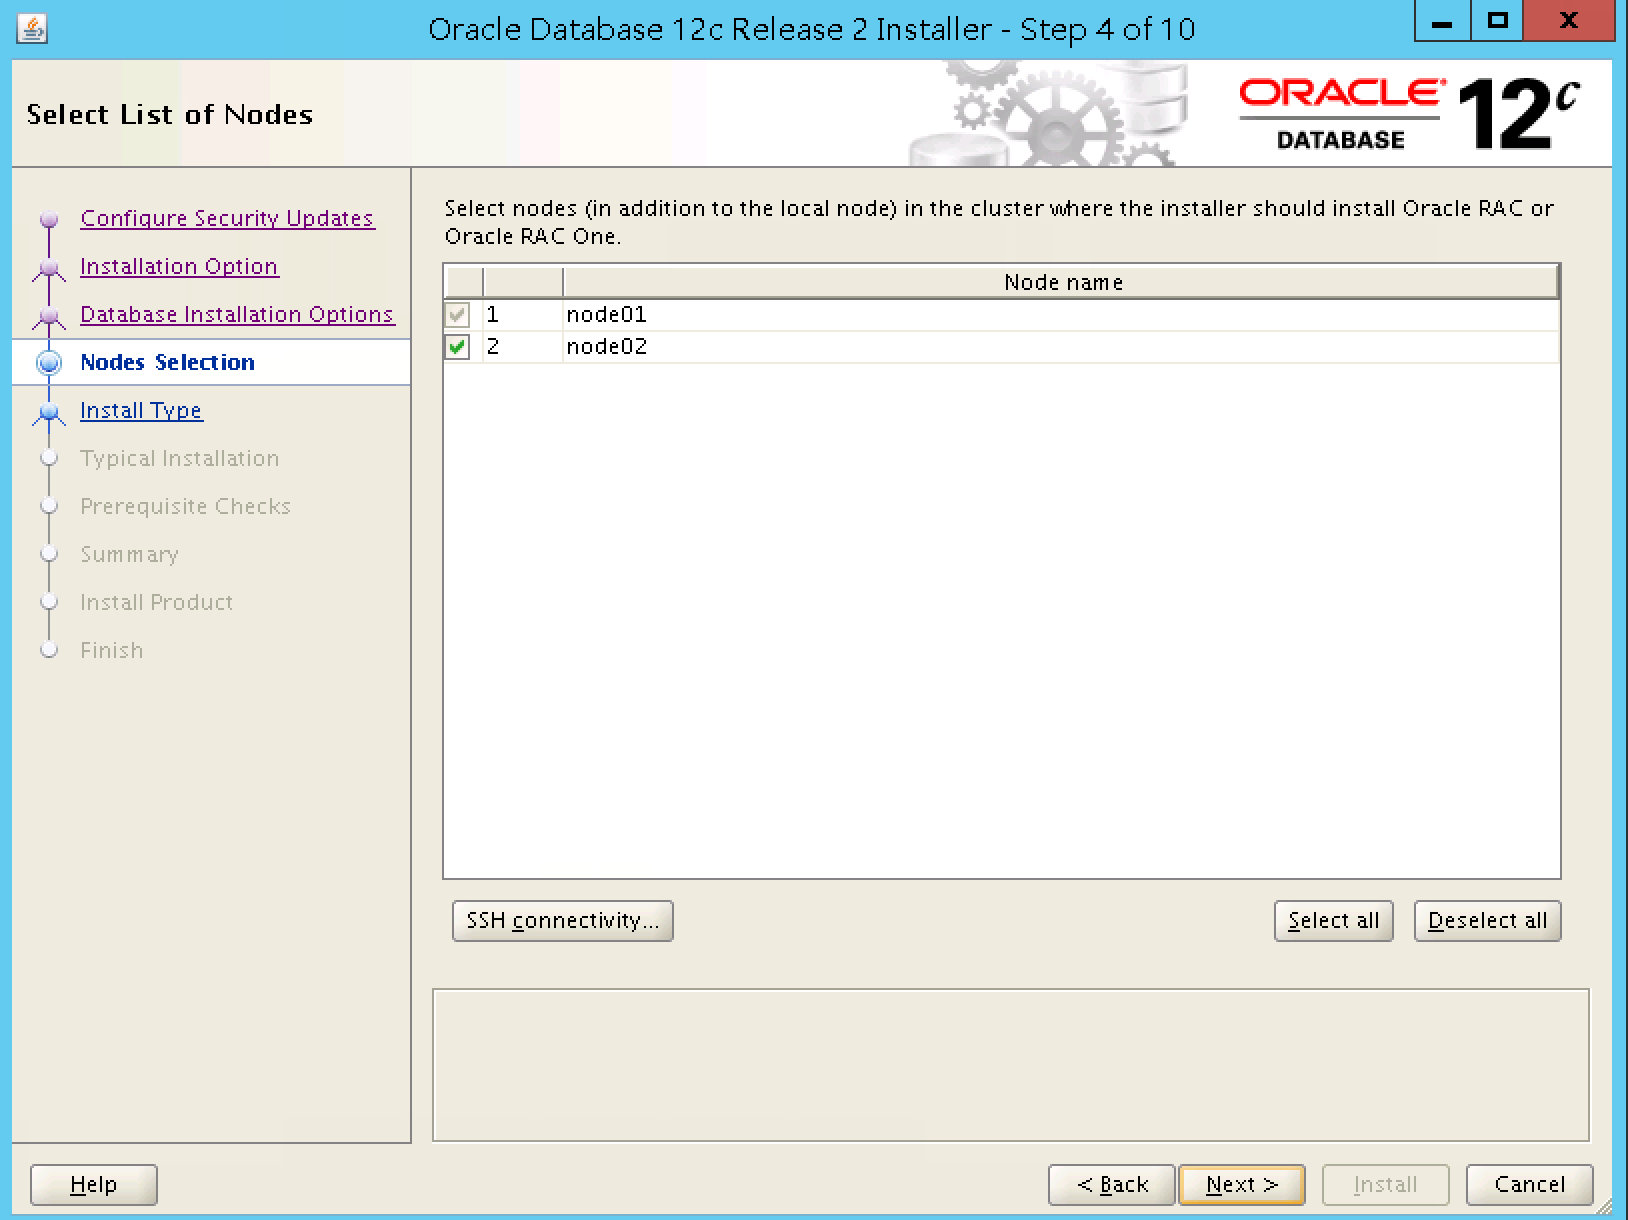 Oracle Database 12c Release 2 Installer - Step 4 of 10
Select List of Nodes
ORACLE
DATABASE
12c
Configure Security Updates
Installation Option
Database Installation Options
Nodes Selection
Install Type
Typical Installation
Prerequisite Checks
Summary
Install Product
Finish
Select nodes (in addition to the local node) in the cluster where the installer should install Oracle RAC or
Oracle RAC One.
Node name
1 node01
2 node02
SSH connectivity...
Select all
Deselect all
Help
< Back
Next >
Install
Cancel